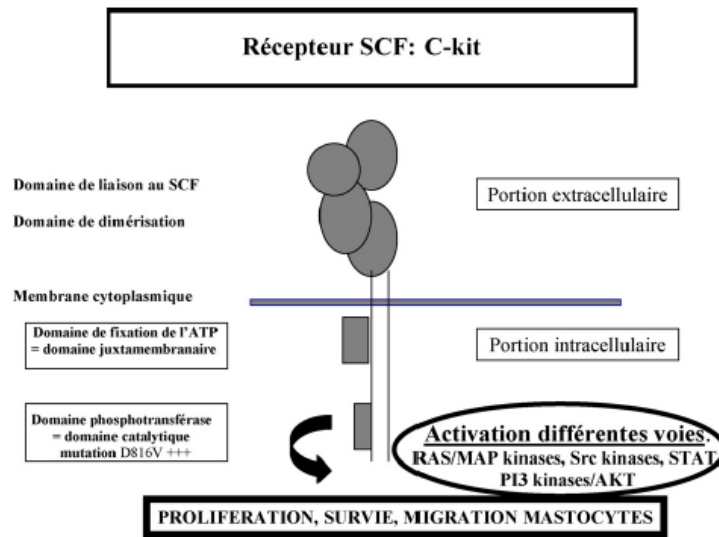 Récepteur SCF: C-kit
Domaine de liaison au SCF
Portion extracellulaire
Domaine de dimérisation
Membrane cytoplasmique
Domaine de fixation de l'ATP
= domaine juxtamembranaire
Portion intracellulaire
Domaine phosphotransférase
= domaine catalytique
mutation D816V +++
Activation différentes voies.
RAS/MAP kinases, Src kinases, STAT
PI3 kinases/AKT
PROLIFERATION, SURVIE, MIGRATION MASTOCYTES